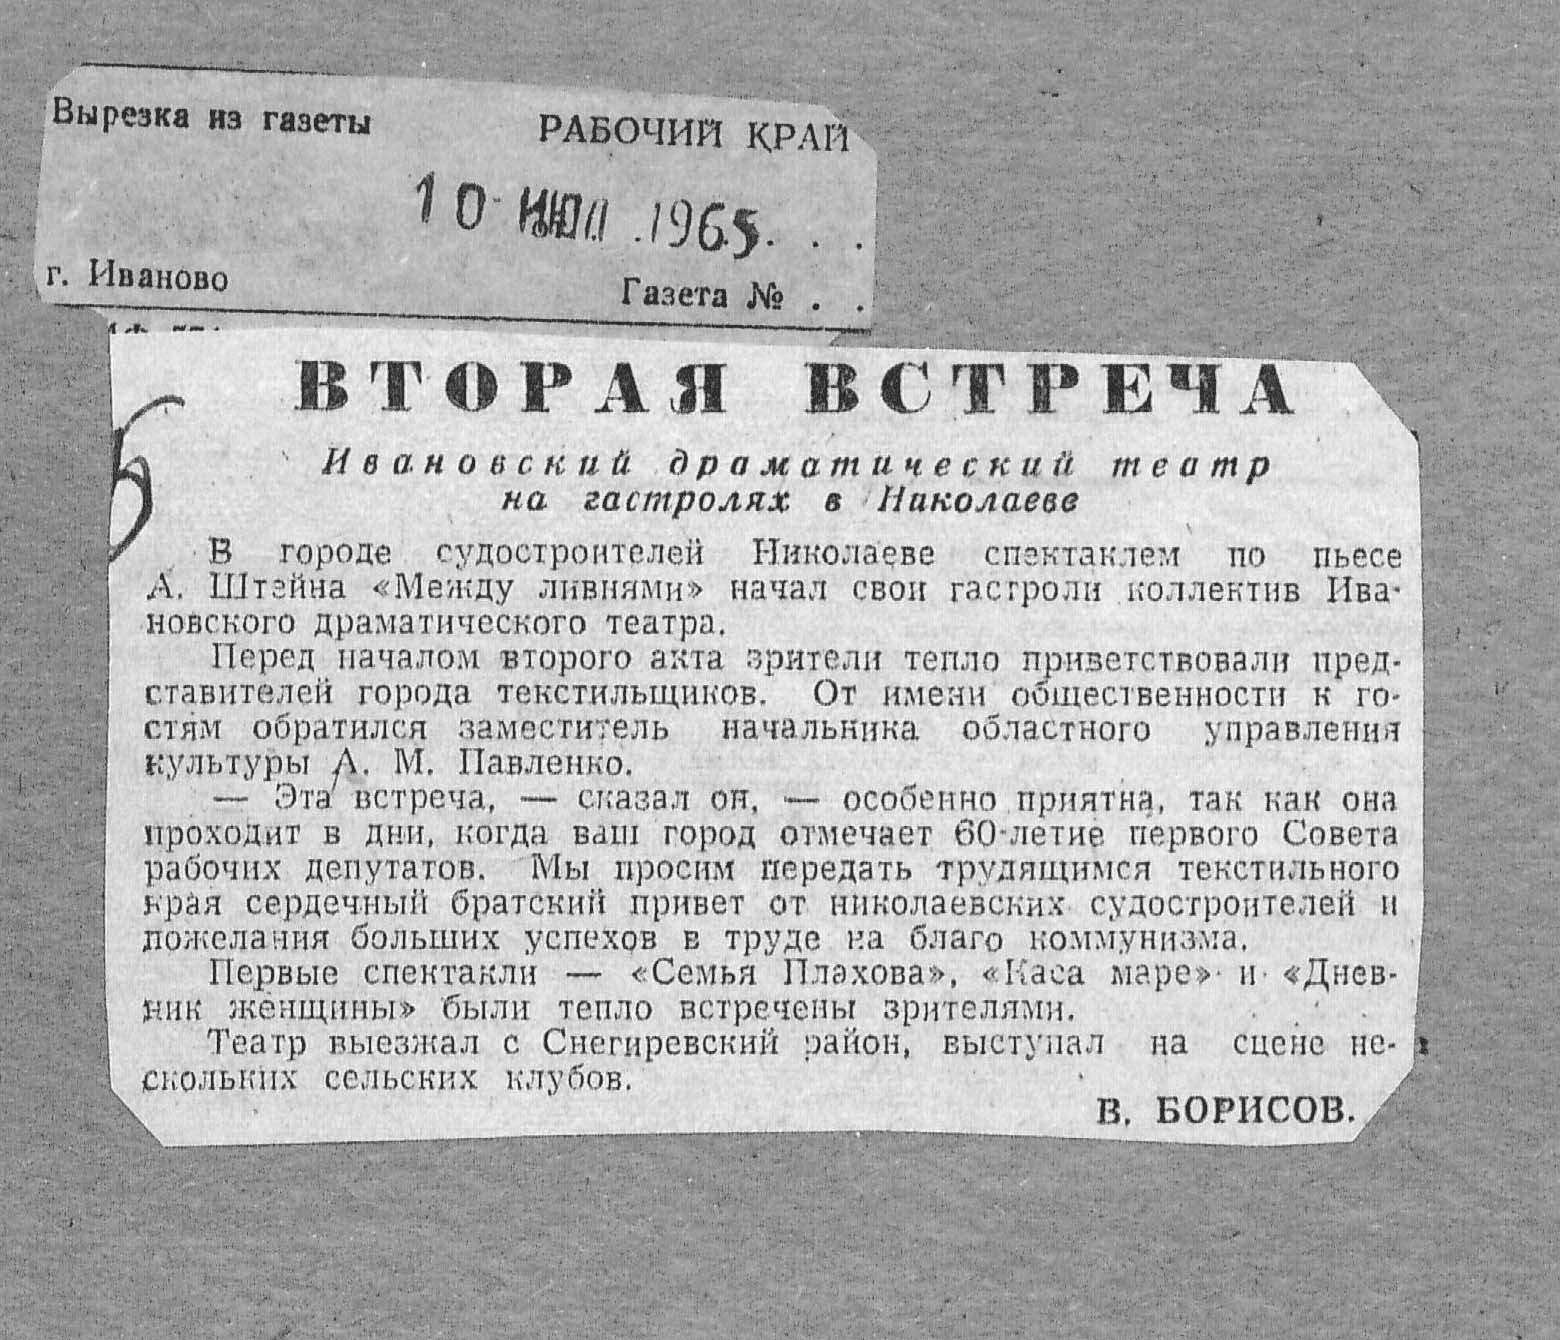 Вырезка из газеты РАБОЧИЙ КРАЙ
10 1965 . .
г. Иваново Газета № . .
ВТОРАЯ ВСТРЕЧА
Ивановский драматический театр
на гастролях в Николаеве
В городе судостроителей Николаеве спектаклем по пьесе
А. Штейна «Между ливнями» начал свои гастроли коллектив Ива-
новского драматического театра.
Перед началом второго акта зрители тепло приветствовали пред-
ставителей города текстильщиков. От имени общественности к го-
стям обратился заместитель начальника областного управления
культуры А. М. Павленко.
— Эта встреча, — сказал он, — особенно приятна, так как она
проходит в дни, когда ваш город отмечает 60-летие первого Совета
рабочих депутатов. Мы просим передать трудящимся текстильного
края сердечный братский привет от николаевских судостроителей и
пожелания больших успехов в труде на благо коммунизма.
Первые спектакли — «Семья Плахова», «Каса маре» и «Днев-
ник женщины» были тепло встречены зрителями.
Театр выезжал с Снегиревский район, выступал на сцене не-
скольких сельских клубов.
В. БОРИСОВ.